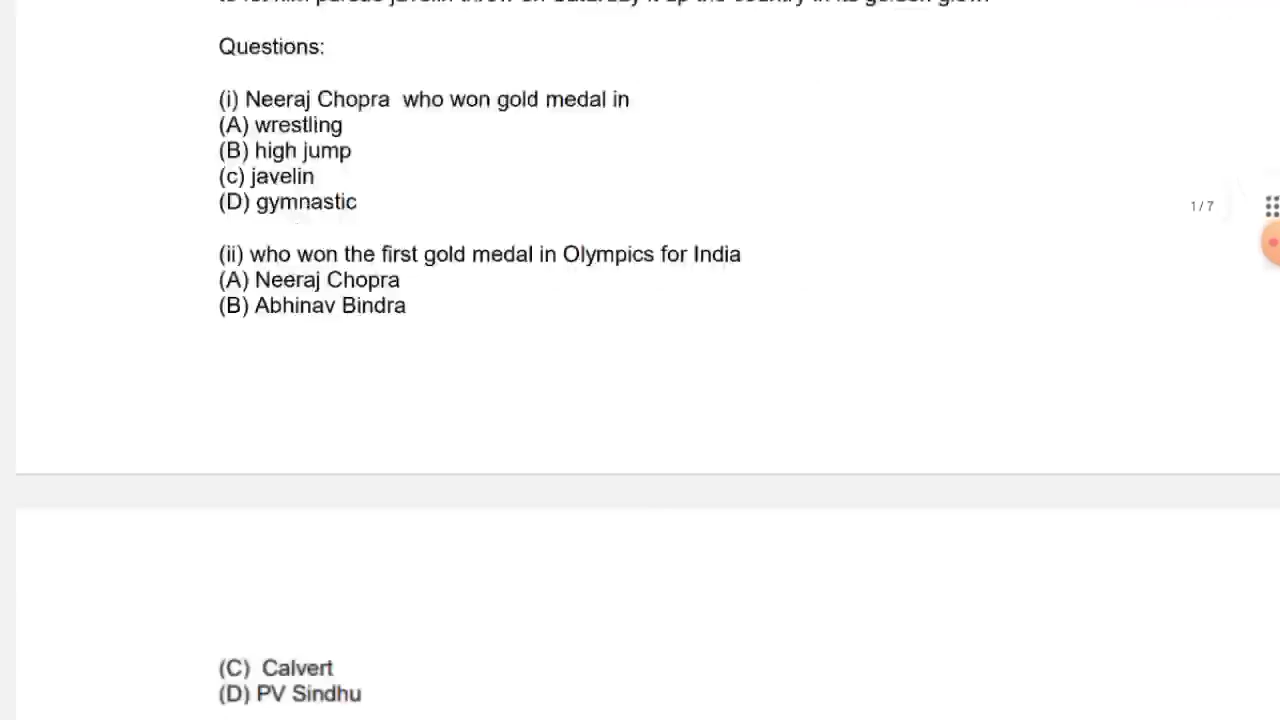 Questions:
(i) Neeraj Chopra who won gold medal in
(A) wrestling
(B) high jump
(c) javelin
(D) gymnastic
1/7
(ii) who won the first gold medal in Olympics for India
(A) Neeraj Chopra
(B) Abhinav Bindra
(C) Calvert
(D) PV Sindhu